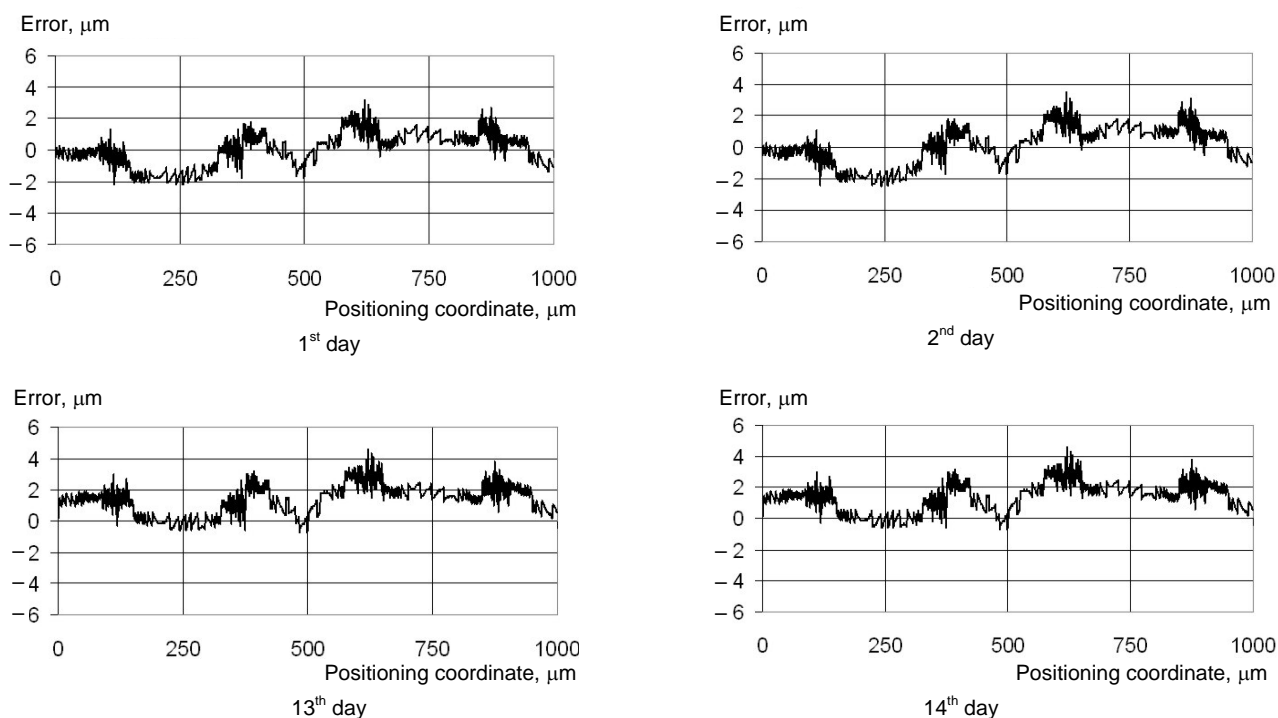 Error, μm
6
4
2
0
−2
−4
−6
0 250 500 750 1000
Positioning coordinate, μm
1st day
Error, μm
6
4
2
0
−2
−4
−6
0 250 500 750 1000
Positioning coordinate, μm
2nd day
Error, μm
6
4
2
0
−2
−4
−6
0 250 500 750 1000
Positioning coordinate, μm
13th day
Error, μm
6
4
2
0
−2
−4
−6
0 250 500 750 1000
Positioning coordinate, μm
14th day